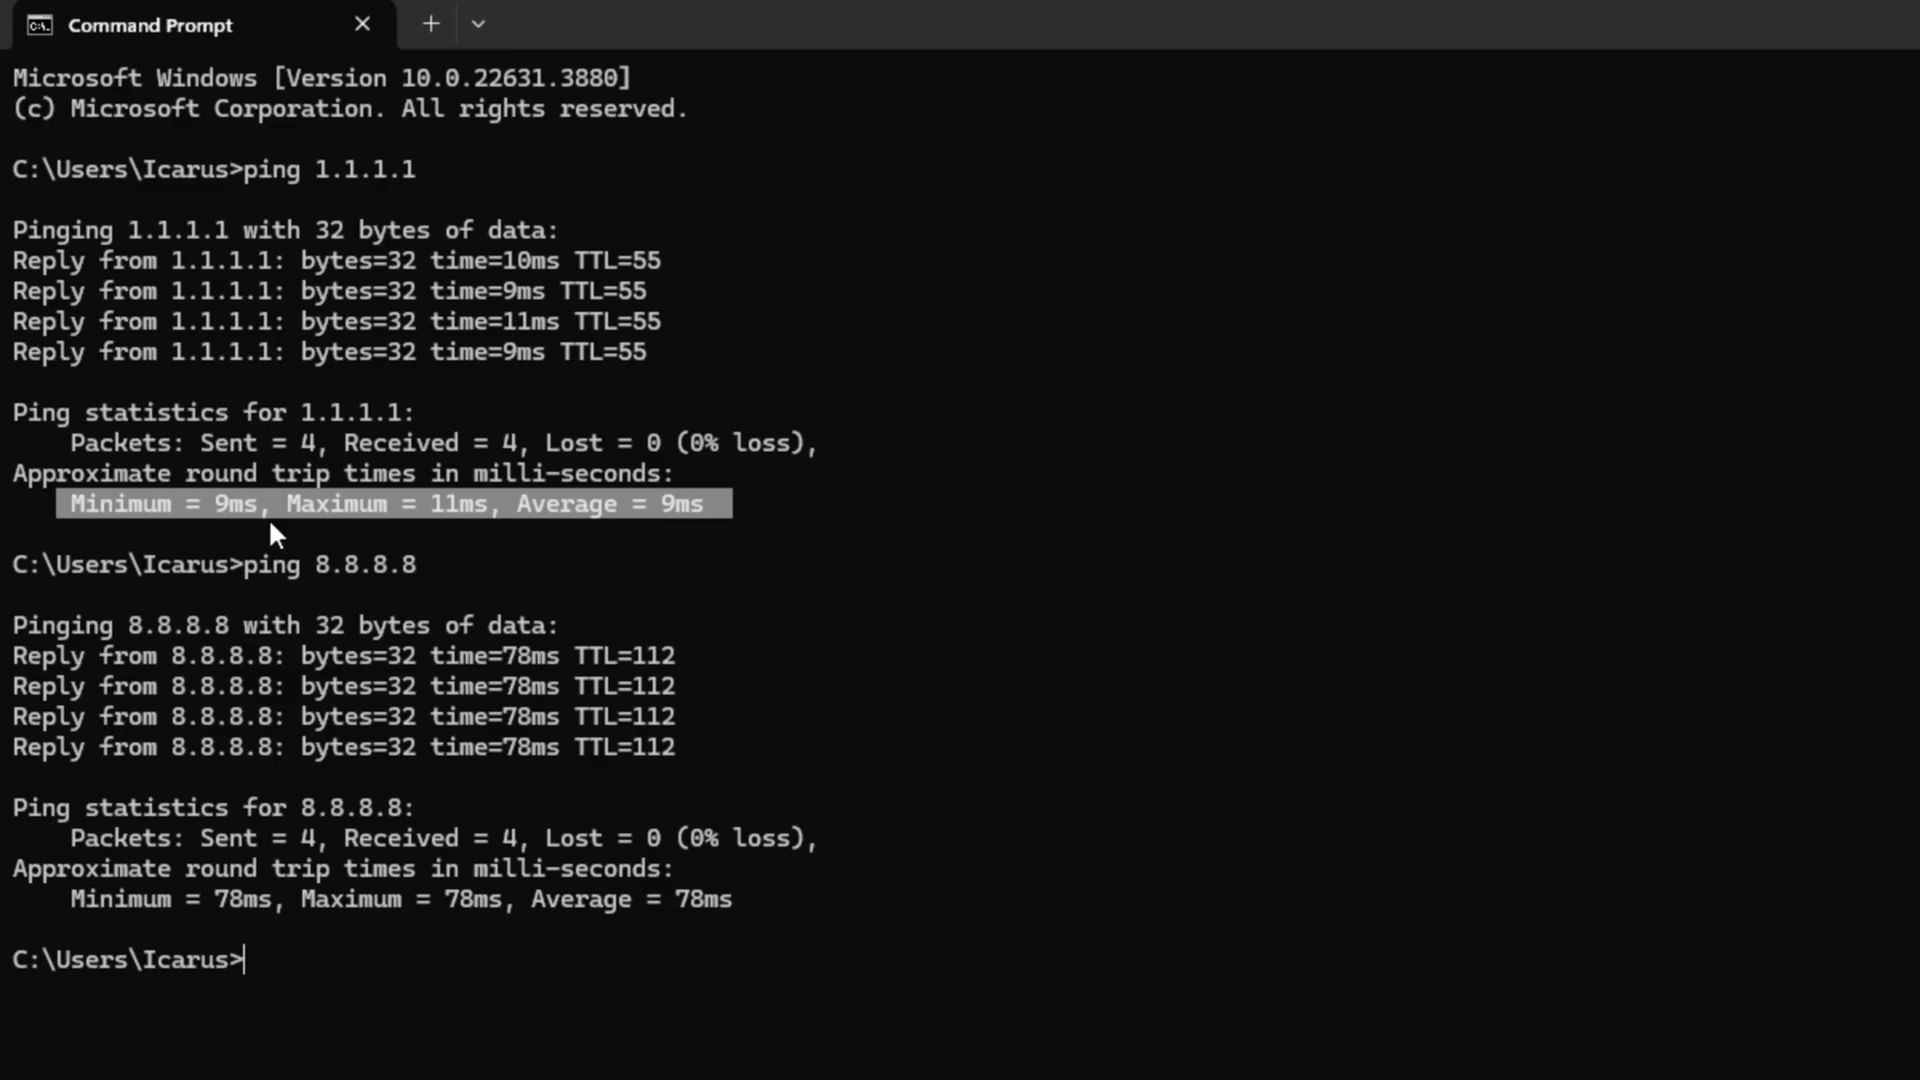 Command Prompt
Microsoft Windows [Version 10.0.22631.3880]
(c) Microsoft Corporation. All rights reserved.
C:\Users\Icarus>ping 1.1.1.1
Pinging 1.1.1.1 with 32 bytes of data:
Reply from 1.1.1.1: bytes=32 time=10ms TTL=55
Reply from 1.1.1.1: bytes=32 time=9ms TTL=55
Reply from 1.1.1.1: bytes=32 time=11ms TTL=55
Reply from 1.1.1.1: bytes=32 time=9ms TTL=55
Ping statistics for 1.1.1.1:
    Packets: Sent = 4, Received = 4, Lost = 0 (0% loss),
Approximate round trip times in milli-seconds:
    Minimum = 9ms, Maximum = 11ms, Average = 9ms
C:\Users\Icarus>ping 8.8.8.8
Pinging 8.8.8.8 with 32 bytes of data:
Reply from 8.8.8.8: bytes=32 time=78ms TTL=112
Reply from 8.8.8.8: bytes=32 time=78ms TTL=112
Reply from 8.8.8.8: bytes=32 time=78ms TTL=112
Reply from 8.8.8.8: bytes=32 time=78ms TTL=112
Ping statistics for 8.8.8.8:
    Packets: Sent = 4, Received = 4, Lost = 0 (0% loss),
Approximate round trip times in milli-seconds:
    Minimum = 78ms, Maximum = 78ms, Average = 78ms
C:\Users\Icarus>